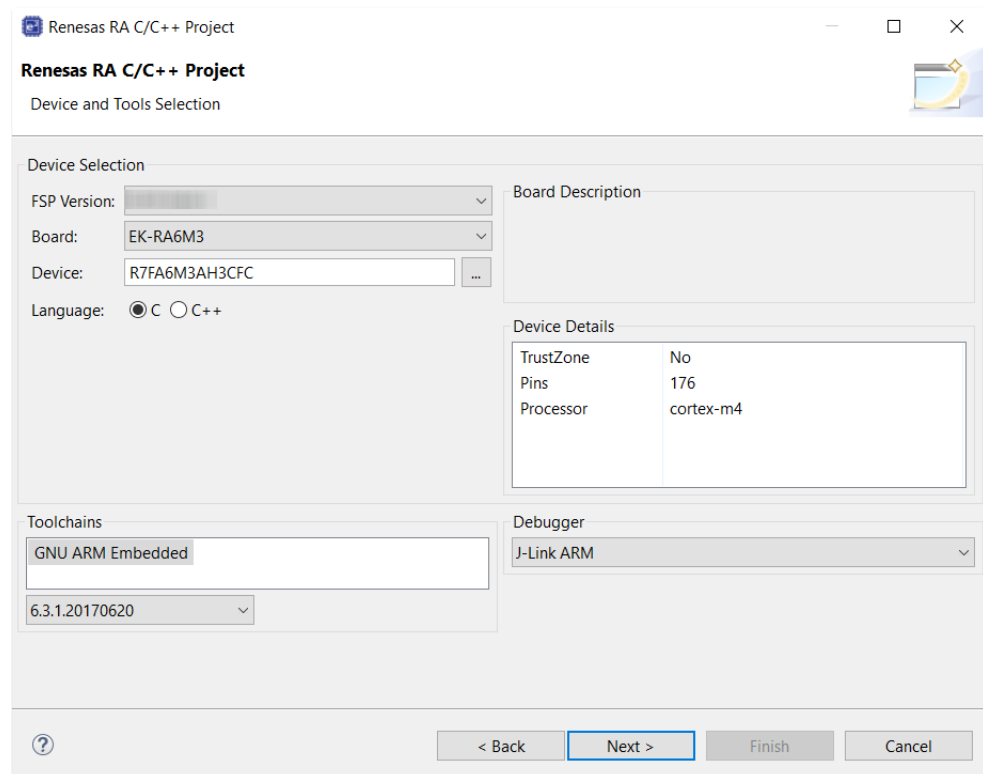 Renesas RA C/C++ Project
Renesas RA C/C++ Project
Device and Tools Selection
Device Selection
FSP Version:
Board: EK-RA6M3
Device: R7FA6M3AH3CFC ...
Language: C C++
Board Description
Device Details
TrustZone No
Pins 176
Processor cortex-m4
Toolchains
GNU ARM Embedded
6.3.1.20170620
Debugger
J-Link ARM
? < Back Next > Finish Cancel